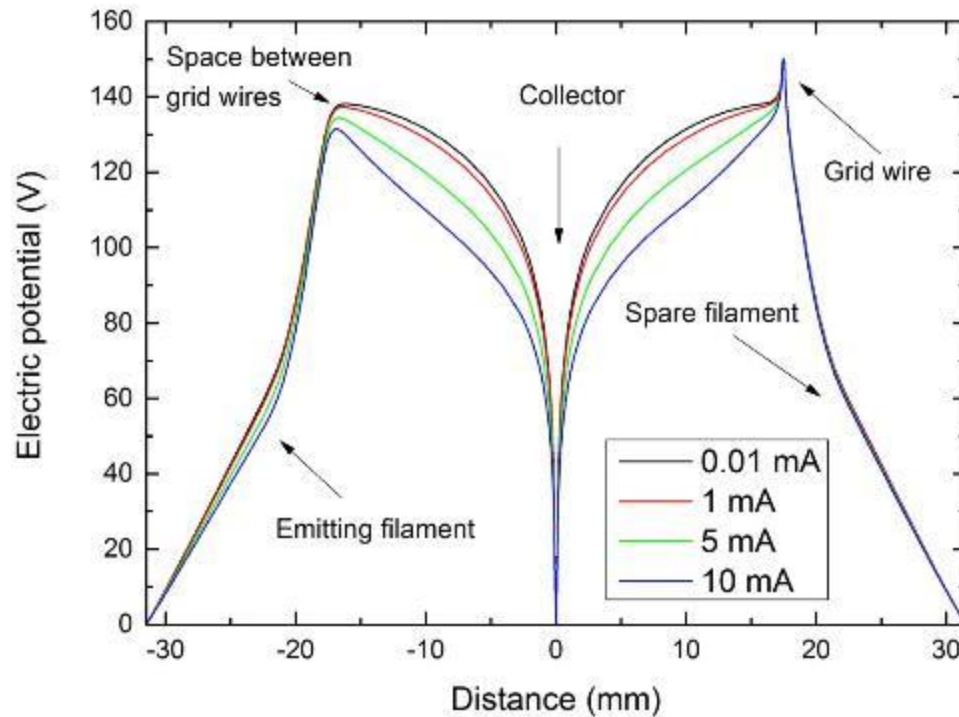 160
140
120
100
80
60
40
20
0
Electric potential (V)
Space between
grid wires
Collector
Grid wire
Spare filament
Emitting filament
0.01 mA
1 mA
5 mA
10 mA
-30 -20 -10 0 10 20 30
Distance (mm)